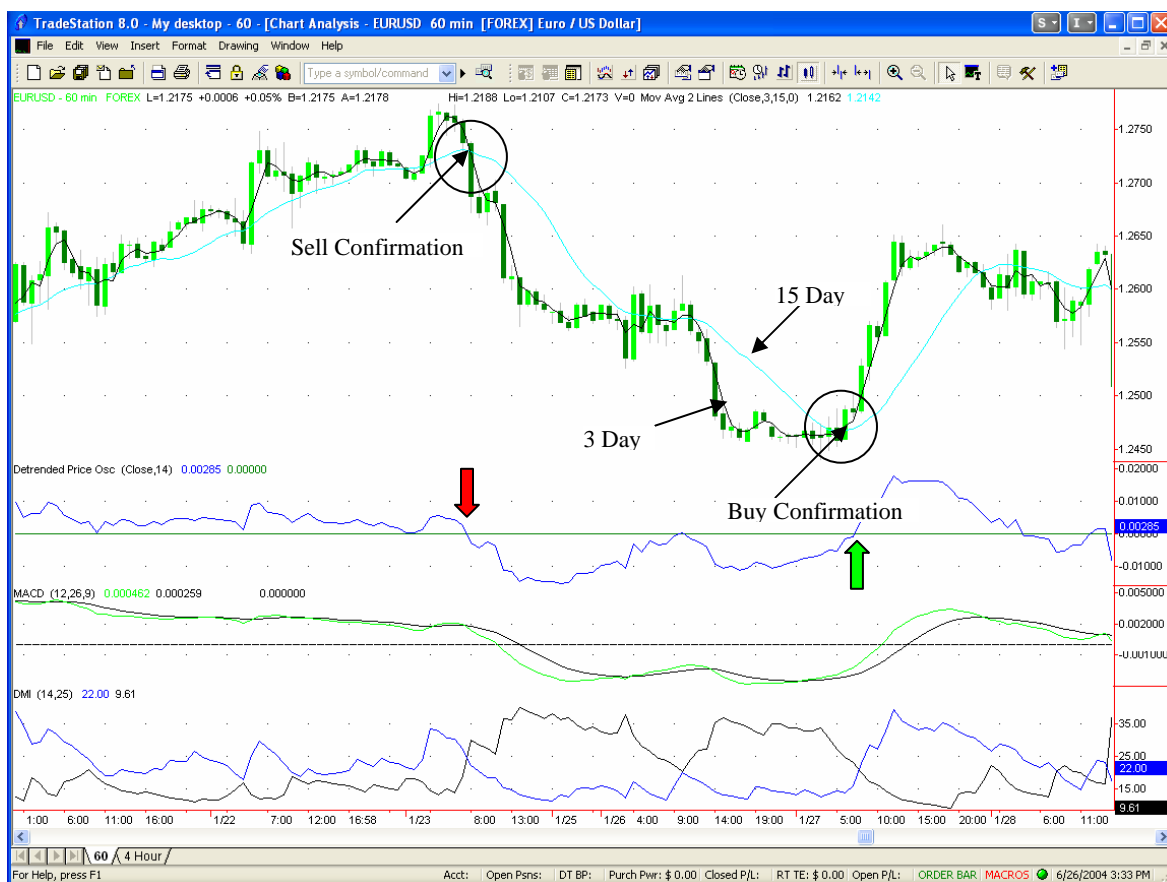 TradeStation 8.0 - My desktop - 60 - [Chart Analysis - EURUSD 60 min [FOREX] Euro / US Dollar]
S I
File Edit View Insert Format Drawing Window Help
Type a symbol/command
EURUSD - 60 min FOREX L=1.2175 +0.0006 +0.05% B=1.2175 A=1.2178 Hi=1.2188 Lo=1.2107 C=1.2173 V=0 Mov Avg 2 Lines (Close,3,15,0) 1.2162 1.2142
1.2750
1.2700
Sell Confirmation
1.2650
15 Day
1.2600
1.2550
1.2500
3 Day
1.2450
Detrended Price Osc (Close,14) 0.00285 0.00000
0.02000
0.01000
Buy Confirmation
0.00285
0.00000
-0.01000
MACD (12,26,9) 0.000462 0.000259 0.000000
0.005000
0.002000
-0.001000
DMI (14,25) 22.00 9.61
35.00
25.00
22.00
15.00
9.61
1:00 6:00 11:00 16:00 1/22 7:00 12:00 16:58 1/23 8:00 13:00 1/25 1/26 4:00 9:00 14:00 19:00 1/27 5:00 10:00 15:00 20:00 1/28 6:00 11:00
60 4 Hour
For Help, press F1 Acct: Open Psns: DT BP: Purch Pwr: $ 0.00 Closed P/L: RT TE: $ 0.00 Open P/L: ORDER BAR MACROS 6/26/2004 3:33 PM